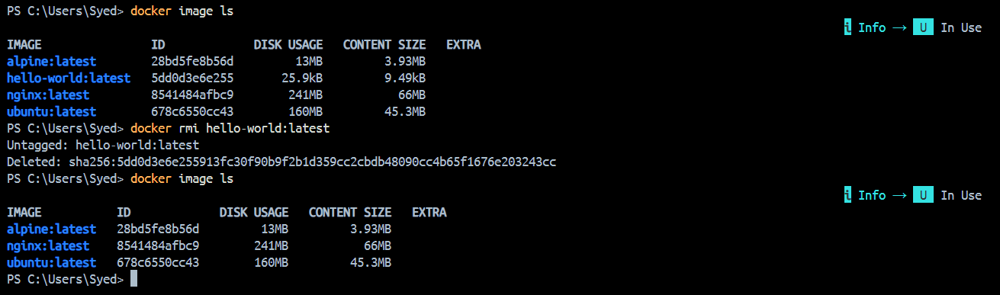 PS C:\Users\Syed> docker image ls
i Info → U In Use
IMAGE ID DISK USAGE CONTENT SIZE EXTRA
alpine:latest 28bd5fe8b56d 13MB 3.93MB
hello-world:latest 5dd0d3e6e255 25.9kB 9.49kB
nginx:latest 8541484afbc9 241MB 66MB
ubuntu:latest 678c6550cc43 160MB 45.3MB
PS C:\Users\Syed> docker rmi hello-world:latest
Untagged: hello-world:latest
Deleted: sha256:5dd0d3e6e255913fc30f90b9f2b1d359cc2cbdb48090cc4b65f1676e203243cc
PS C:\Users\Syed> docker image ls
i Info → U In Use
IMAGE ID DISK USAGE CONTENT SIZE EXTRA
alpine:latest 28bd5fe8b56d 13MB 3.93MB
nginx:latest 8541484afbc9 241MB 66MB
ubuntu:latest 678c6550cc43 160MB 45.3MB
PS C:\Users\Syed>